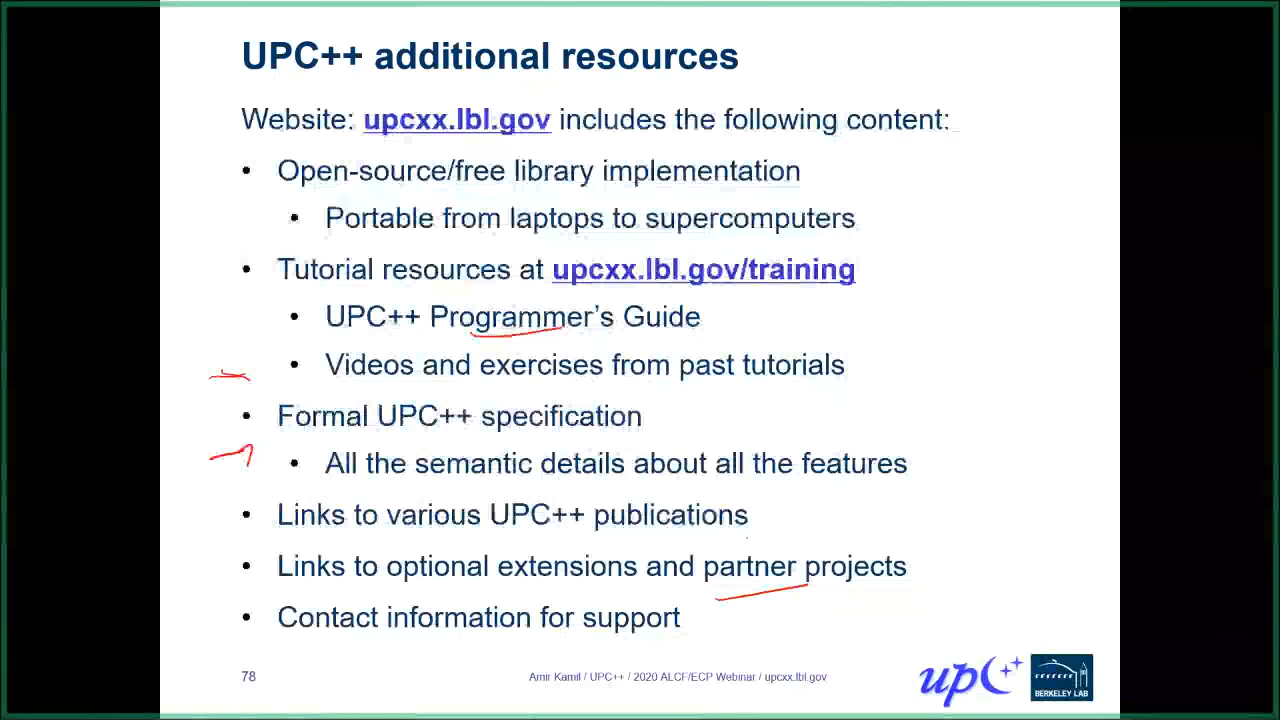 UPC++ additional resources
Website: upcxx.lbl.gov includes the following content:
• Open-source/free library implementation
• Portable from laptops to supercomputers
• Tutorial resources at upcxx.lbl.gov/training
• UPC++ Programmer’s Guide
• Videos and exercises from past tutorials
• Formal UPC++ specification
• All the semantic details about all the features
• Links to various UPC++ publications
• Links to optional extensions and partner projects
• Contact information for support
78
Amir Kamil / UPC++ / 2020 ALCF/ECP Webinar / upcxx.lbl.gov
upc++
BERKELEY LAB